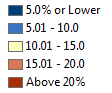 5.0% or Lower
5.01 - 10.0
10.01 - 15.0
15.01 - 20.0
Above 20%